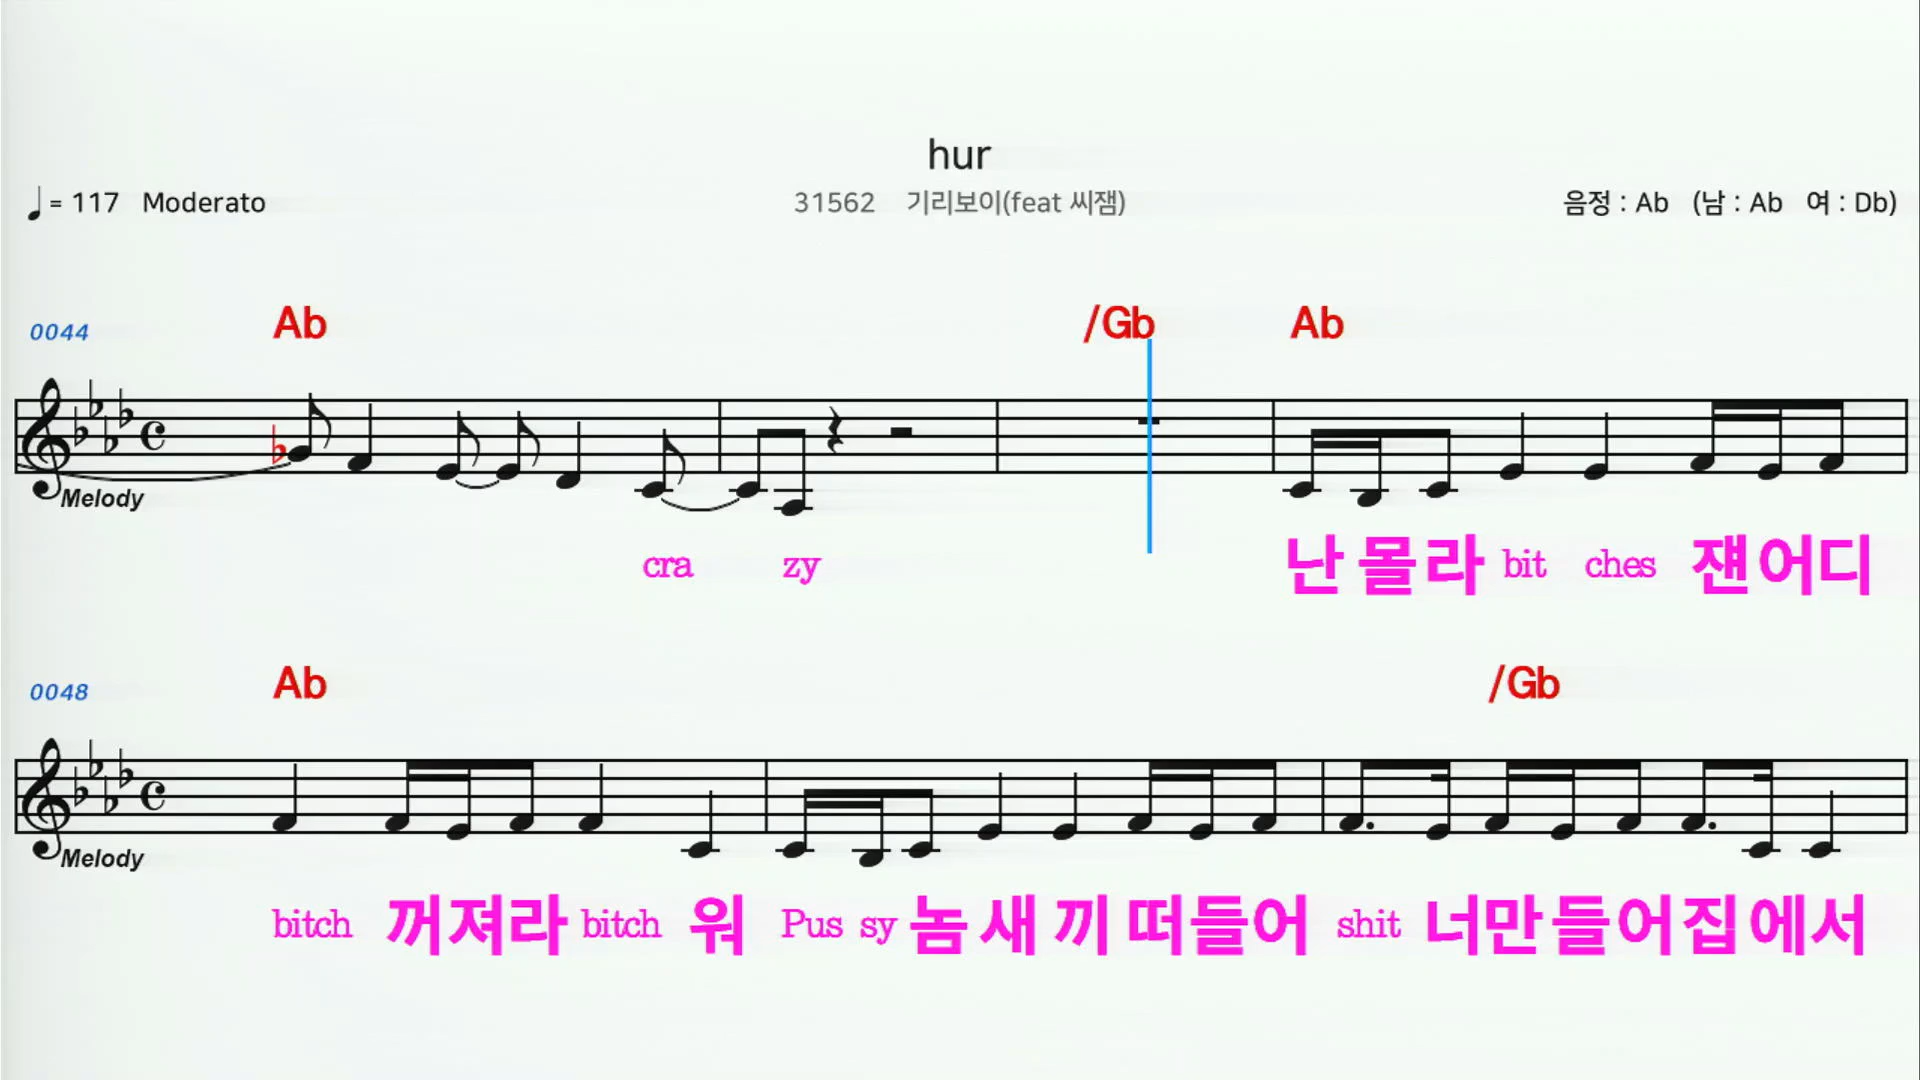 hur
♩= 117 Moderato
31562 기리보이(feat 씨잼)
음정 : Ab (남 : Ab 여 : Db)
0044
Ab /Gb Ab
Melody
cra zy 난 몰 라 bit ches 쟨 어 디
0048
Ab /Gb
Melody
bitch 꺼 져 라 bitch 워 Pus sy 놈 새 끼 떠 들 어 shit 너 만 들 어 집 에 서